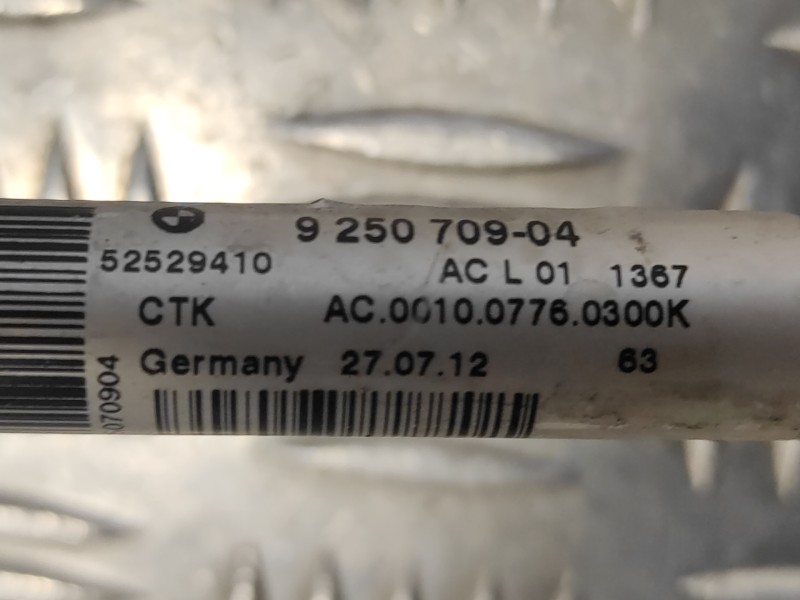 9 250 709-04
52529410 AC L 01 1367
CTK AC.0010.0776.0300K
Germany 27.07.12 63
070904